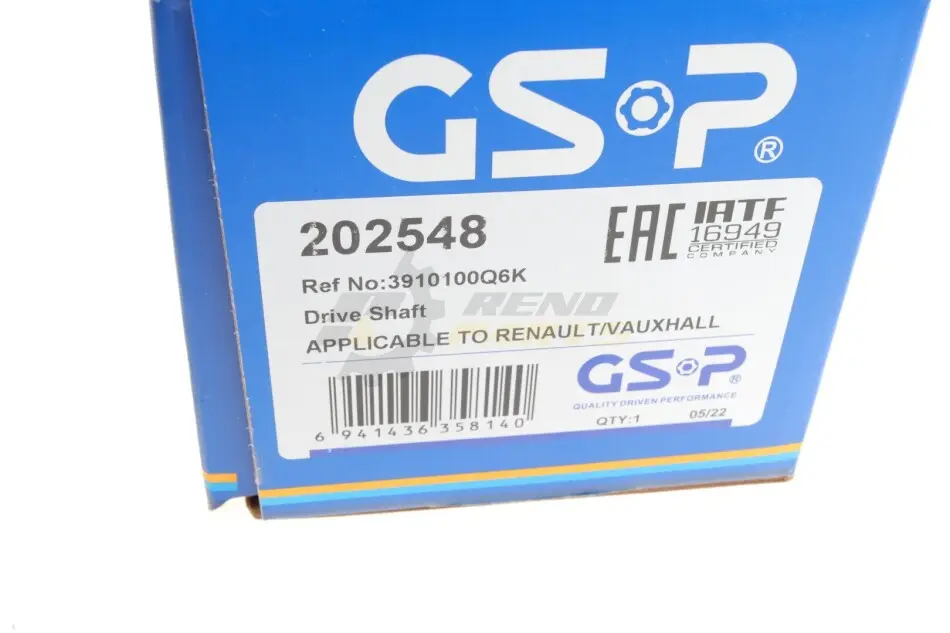 GSP®
202548
EAC
IATF
16949
CERTIFIED
COMPANY
Ref No:3910100Q6K
RENO
Drive Shaft
APPLICABLE TO RENAULT/VAUXHALL
GSP®
QUALITY DRIVEN PERFORMANCE
6 941436 358140
QTY:1
05/22